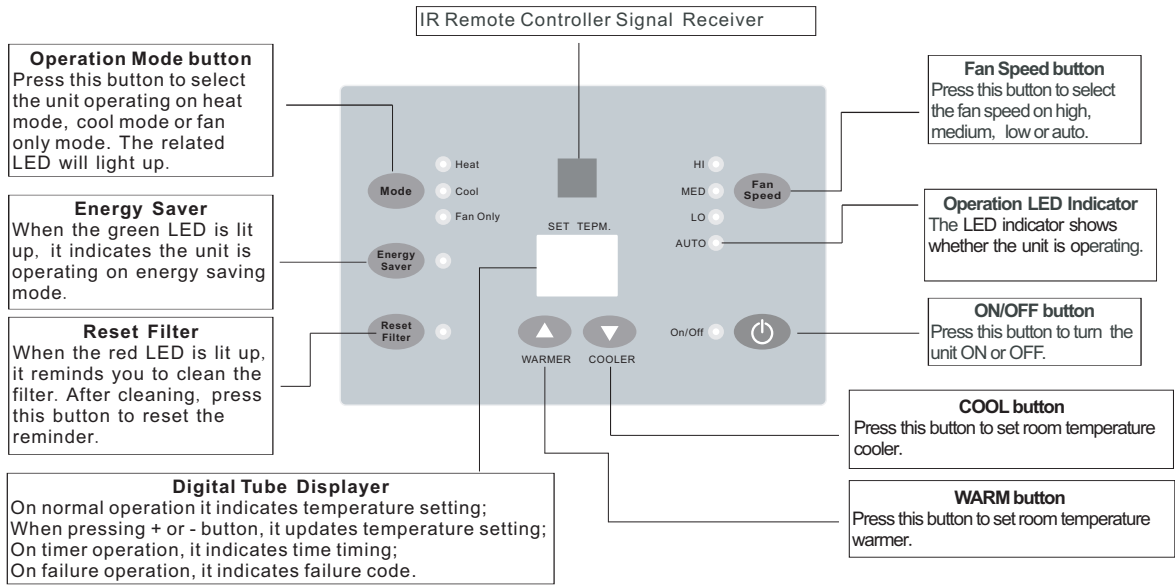 IR Remote Controller Signal Receiver
Operation Mode button
Press this button to select
the unit operating on heat
mode, cool mode or fan
only mode. The related
LED will light up.
Energy Saver
When the green LED is lit
up, it indicates the unit is
operating on energy saving
mode.
Reset Filter
When the red LED is lit up,
it reminds you to clean the
filter. After cleaning, press
this button to reset the
reminder.
Digital Tube Displayer
On normal operation it indicates temperature setting;
When pressing + or - button, it updates temperature setting;
On timer operation, it indicates time timing;
On failure operation, it indicates failure code.
Mode
Heat
Cool
Fan Only
Energy
Saver
Reset
Filter
SET TEPM.
WARMER
COOLER
HI
MED
LO
AUTO
Fan
Speed
On/Off
Fan Speed button
Press this button to select
the fan speed on high,
medium, low or auto.
Operation LED Indicator
The LED indicator shows
whether the unit is operating.
ON/OFF button
Press this button to turn the
unit ON or OFF.
COOL button
Press this button to set room temperature
cooler.
WARM button
Press this button to set room temperature
warmer.